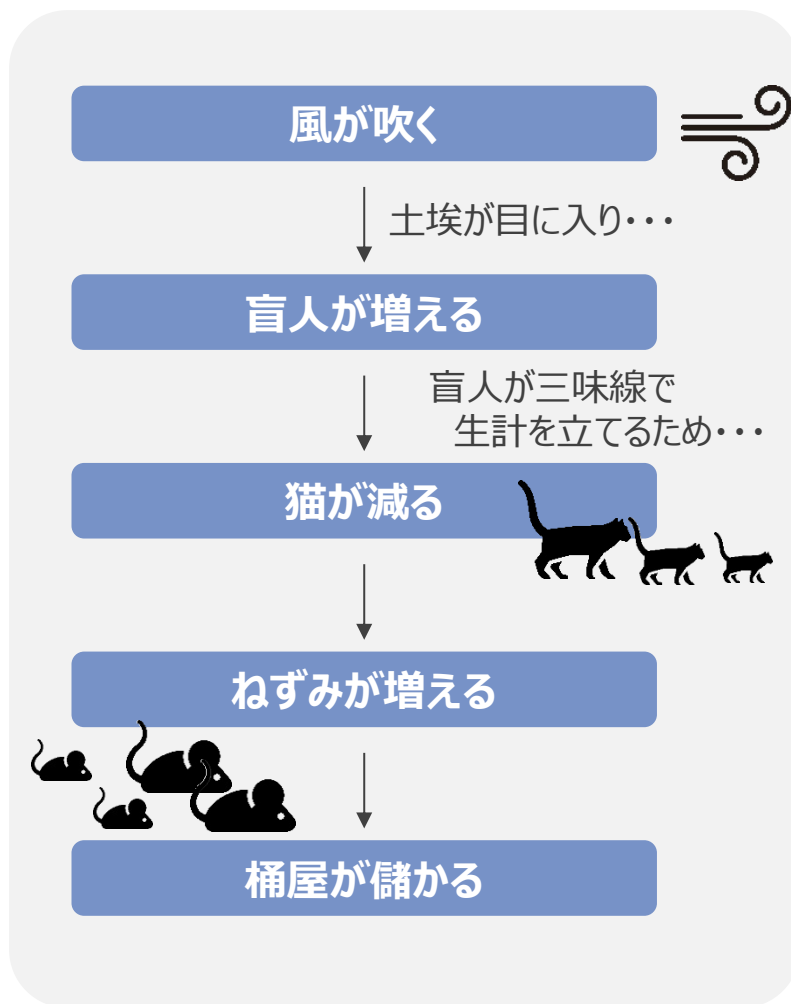 風が吹く
土埃が目に入り・・・
盲人が増える
盲人が三味線で
生計を立てるため・・・
猫が減る
ねずみが増える
桶屋が儲かる